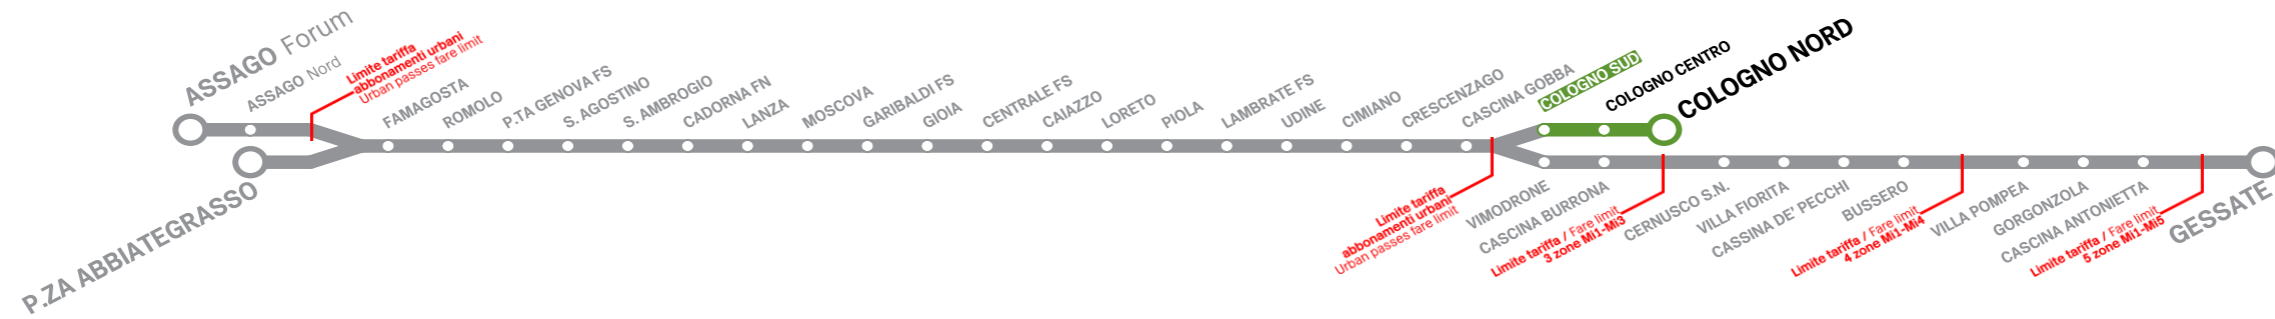 ASSAGO Forum
ASSAGO Nord
Limite tariffa
abbonamenti urbani
Urban passes fare limit
P.ZA ABBIATEGRASSO
FAMAGOSTA
ROMOLO
P.TA GENOVA FS
S. AGOSTINO
S. AMBROGIO
CADORNA FN
LANZA
MOSCOVA
GARIBALDI FS
GIOIA
CENTRALE FS
CAIAZZO
LORETO
PIOLA
LAMBRATE FS
UDINE
CIMIANO
CRESCENZAGO
CASCINA GOBBA
Limite tariffa
abbonamenti urbani
Urban passes fare limit
COLOGNO SUD
COLOGNO CENTRO
COLOGNO NORD
VIMODRONE
CASCINA BURRONA
Limite tariffa / Fare limit
3 zone Mi1-Mi3
CERNUSCO S.N.
VILLA FIORITA
CASSINA DE' PECCHI
BUSSERO
Limite tariffa / Fare limit
4 zone Mi1-Mi4
VILLA POMPEA
GORGONZOLA
CASCINA ANTONIETTA
Limite tariffa / Fare limit
5 zone Mi1-Mi5
GESSATE